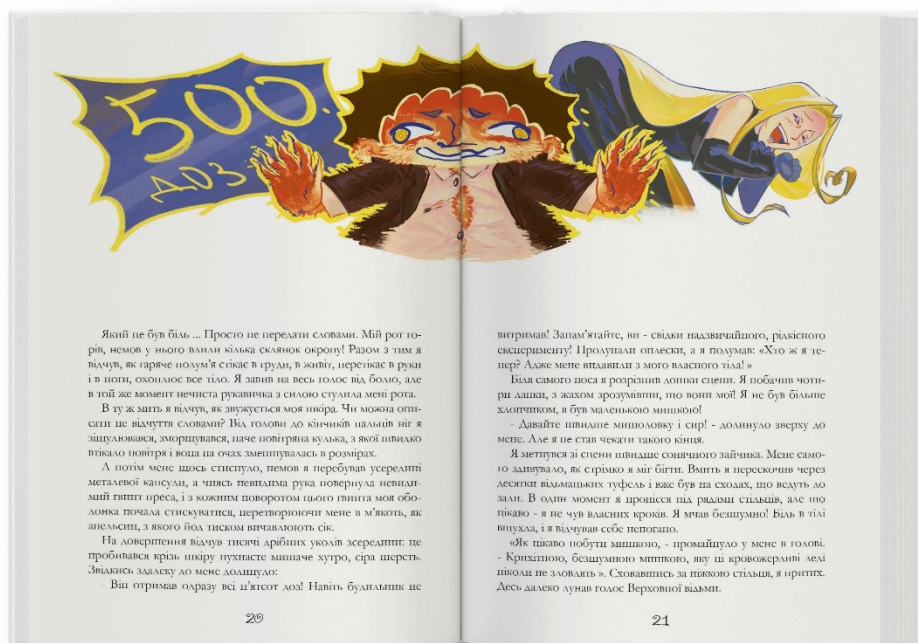 500.
ДОЗ
Який це був біль ... Просто не передати словами. Мій рот го-
рів, немов у нього влили кілька склянок окропу! Разом з тим я
відчув, як гаряче полум'я стікає в груди, в живіт, перетікає в руки
і в ноги, охоплює все тіло. Я завив на весь голос від болю, але
в той же момент нечиста рукавичка з силою стулила мені рота.
В ту ж мить я відчув, як звужується моя шкіра. Чи можна опи-
сати це відчуття словами? Від голови до кінчиків пальців ніг я
зіщулювався, зморщувався, наче повітряна кулька, з якої швидко
втікало повітря і вона на очах зменшувалась в розмірах.
А потім мене щось стиснуло, немов я перебував усередині
металевої капсули, а чиясь невидима рука повернула невиди-
мий гвинт преса, і з кожним поворотом цього гвинта моя обо-
лонка почала стискуватися, перетворюючи мене в м'якоть, як
апельсин, з якого йод тиском вичавлюють сік.
На довершення відчув тисячі дрібних уколів зсередини: це
пробивався крізь шкіру пухнасте мишаче хутро, сіра шерсть.
Звідкись здалеку до мене долинуло:
- Він отримав одразу всі п'ятсот доз! Навіть будильник не
20
витримав! Запам'ятайте, ви - свідки надзвичайного, рідкісного
експерименту! Пролунали оплески, а я подумав: «Хто ж я те-
пер? Адже мене видавили з мого власного тіла! »
Біля самого носа я розрізнив дошки сцени. Я побачив чоти-
ри лапки, з жахом зрозумівши, що вони мої! Я не був більше
хлопчиком, я був маленькою мишкою!
- Давайте швидше мишоловку і сир! - долинуло зверху до
мене. Але я не став чекати такого кінця.
Я метнувся зі сцени швидше сонячного зайчика. Мене само-
го здивувало, як стрімко я міг бігти. Вмить я перескочив через
десятки відьмацьких туфель і вже був на сходах, що ведуть до
зали. В один момент я пронісся під рядами стільців, але що
цікаво - я не чув власних кроків. Я мчав безшумно! Біль в тілі
вщухла, і я відчував себе непогано.
«Як цікаво побути мишкою, - промайнуло у мене в голові.
- Крихітною, безшумною мишкою, яку ці кровожерливі леді
ніколи не зловлять ». Сховавшись за ніжкою стільця, я притих.
Десь далеко лунав голос Верховної відьми.
21